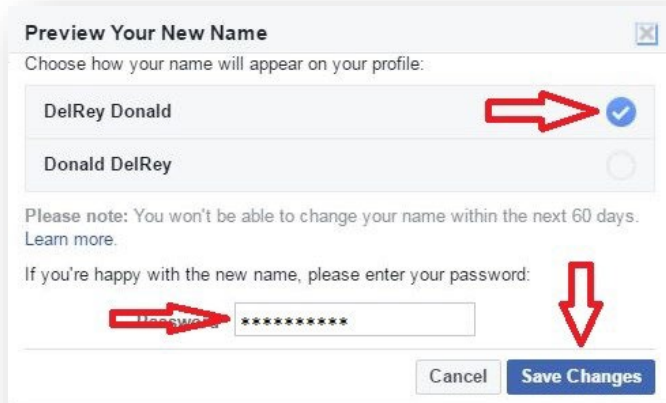 Preview Your New Name
Choose how your name will appear on your profile:
DelRey Donald
Donald DelRey
Please note: You won't be able to change your name within the next 60 days.
Learn more.
If you're happy with the new name, please enter your password:
Password **********
Cancel Save Changes